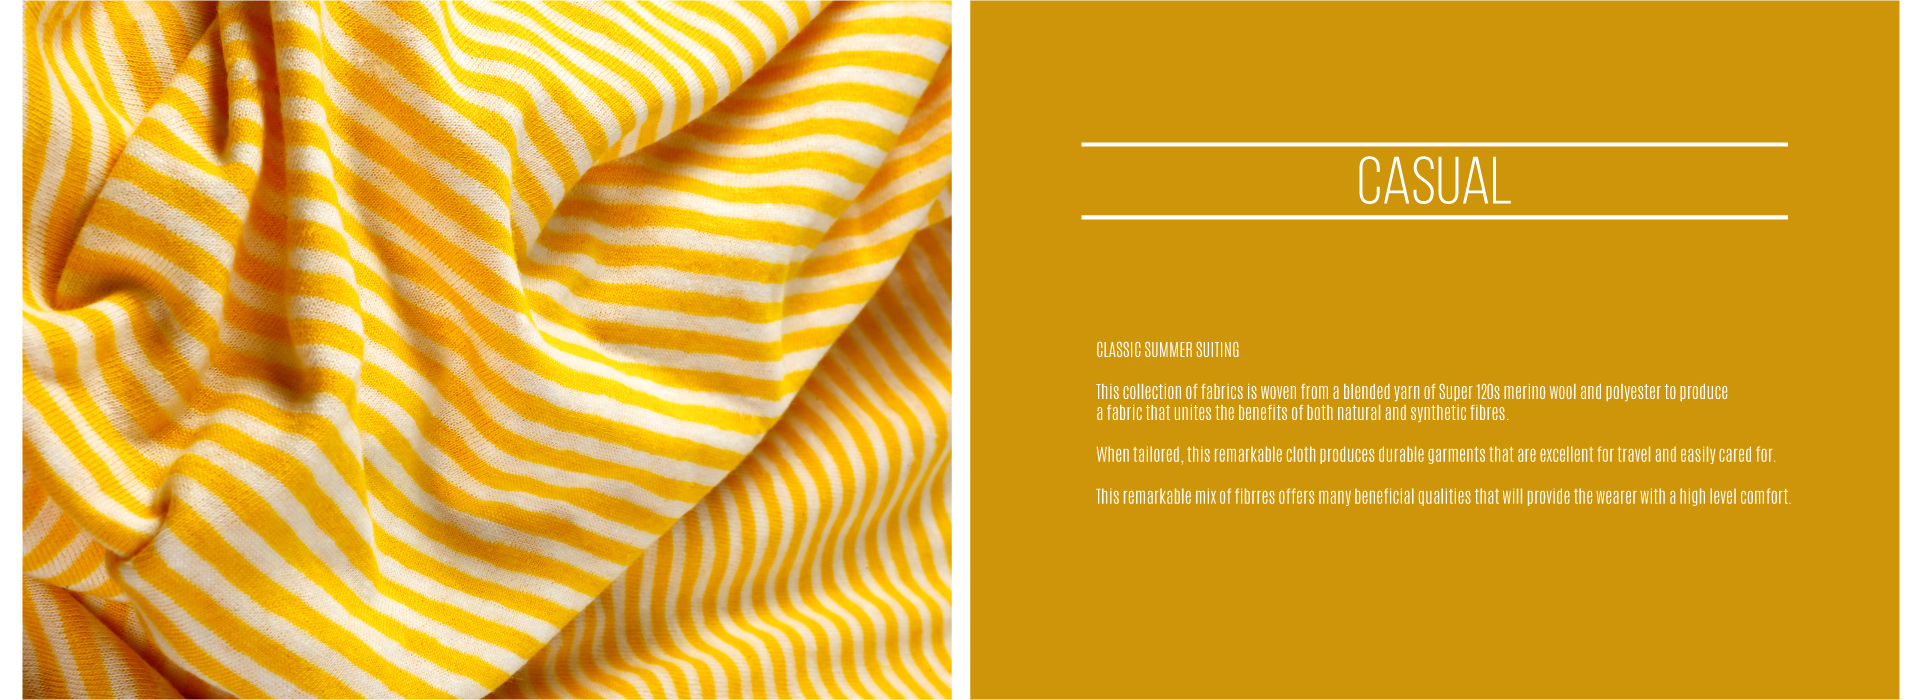 CASUAL
CLASSIC SUMMER SUITING
This collection of fabrics is woven from a blended yarn of Super 120s merino wool and polyester to produce
a fabric that unites the benefits of both natural and synthetic fibres.
When tailored, this remarkable cloth produces durable garments that are excellent for travel and easily cared for.
This remarkable mix of fibrres offers many beneficial qualities that will provide the wearer with a high level comfort.